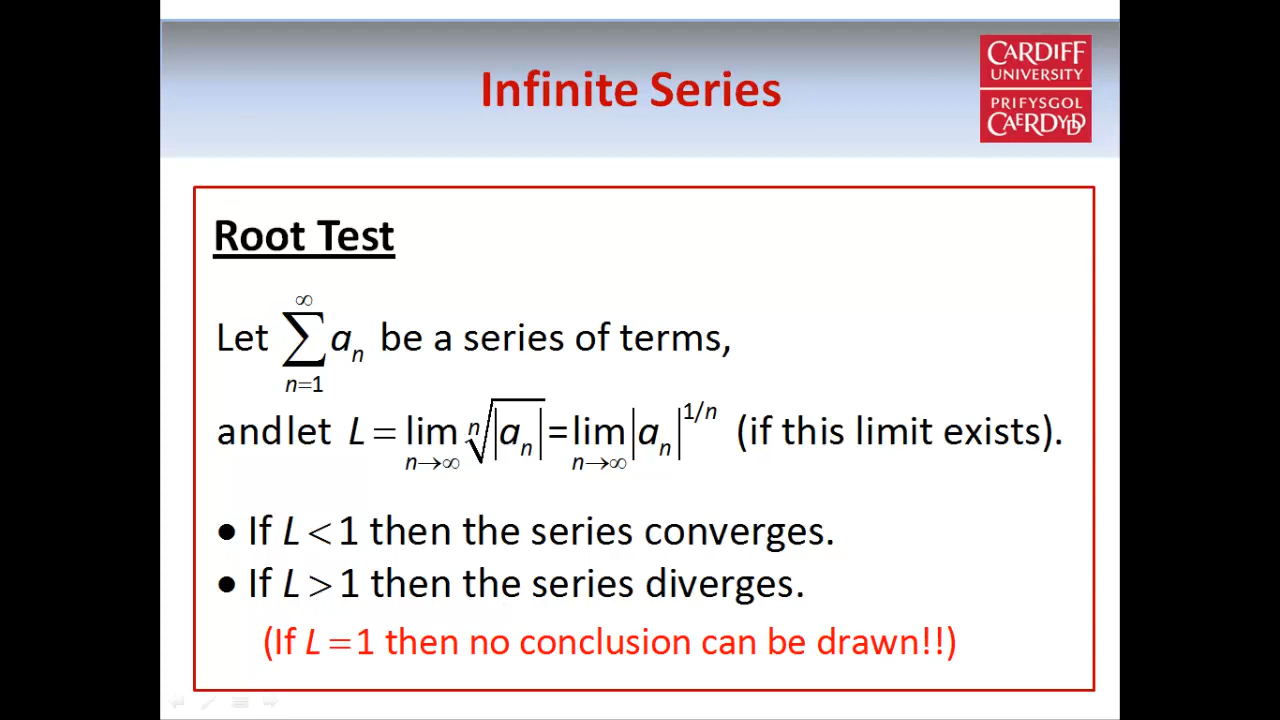 Infinite Series
CARDIFF
UNIVERSITY
PRIFYSGOL
CAERDYDD
Root Test
Let ∑_{n=1}^{∞} a_n be a series of terms,
and let L = lim_{n→∞} ⁿ√|a_n| = lim_{n→∞} |a_n|^{1/n} (if this limit exists).
• If L < 1 then the series converges.
• If L > 1 then the series diverges.
(If L = 1 then no conclusion can be drawn!!)